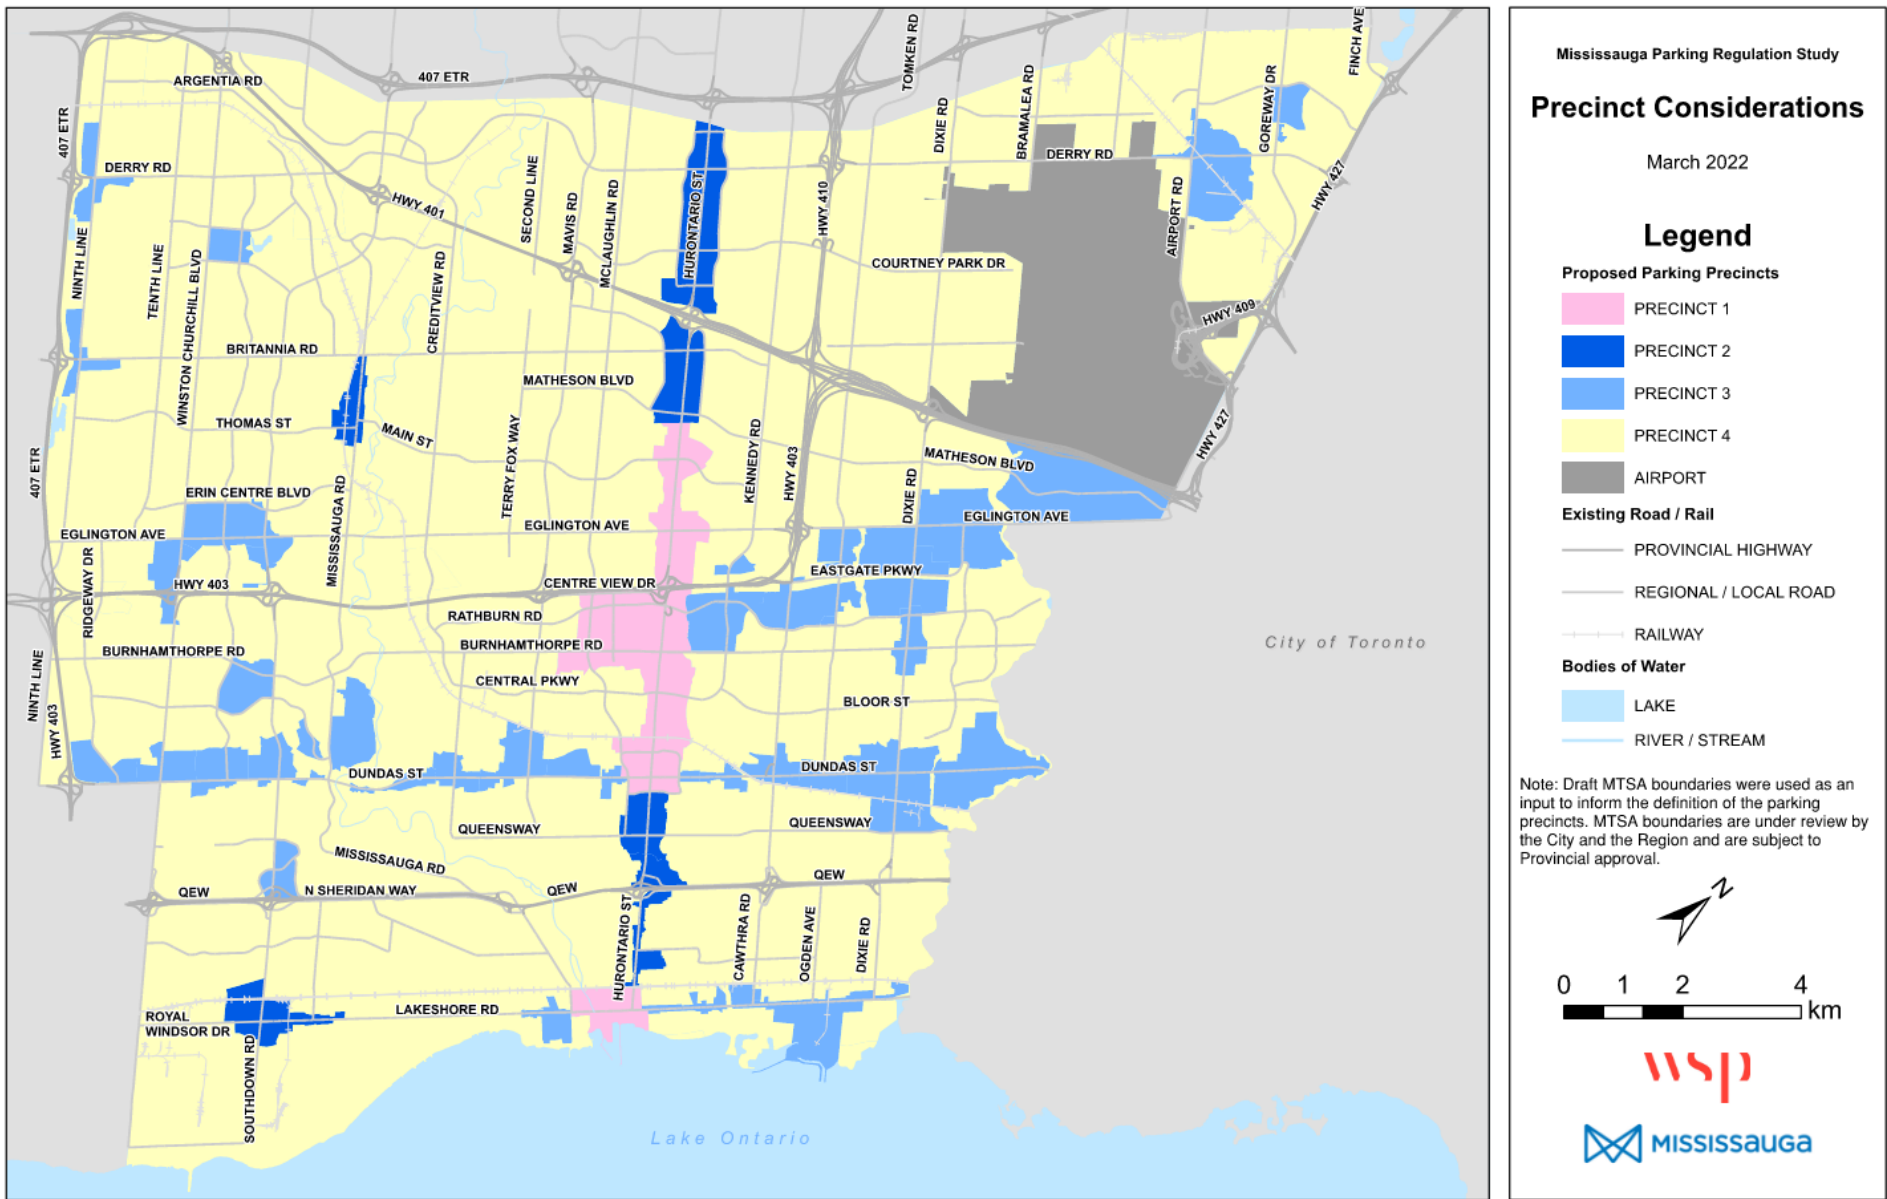 407 ETR
ARGENTIA RD
407 ETR
DERRY RD
HWY 401
SECOND LINE
MAVIS RD
MCLAUGHLIN RD
HURONTARIO ST
HWY 410
TOMKEN RD
DIXIE RD
BRAMALEA RD
DERRY RD
AIRPORT RD
GOREWAY DR
FINCH AVE
HWY 427
NINTH LINE
TENTH LINE
WINSTON CHURCHILL BLVD
CREDITVIEW RD
COURTNEY PARK DR
HWY 409
BRITANNIA RD
MATHESON BLVD
THOMAS ST
MAIN ST
TERRY FOX WAY
KENNEDY RD
HWY 403
DIXIE RD
MATHESON BLVD
HWY 427
407 ETR
ERIN CENTRE BLVD
MISSISSAUGA RD
EGLINGTON AVE
EGLINGTON AVE
EGLINGTON AVE
RIDGEWAY DR
HWY 403
CENTRE VIEW DR
EASTGATE PKWY
RATHBURN RD
BURNHAMTHORPE RD
BURNHAMTHORPE RD
CENTRAL PKWY
BLOOR ST
NINTH LINE
HWY 403
DUNDAS ST
DUNDAS ST
QUEENSWAY
QUEENSWAY
MISSISSAUGA RD
QEW
N SHERIDAN WAY
QEW
QEW
HURONTARIO ST
CAWTHRA RD
OGDEN AVE
DIXIE RD
ROYAL
WINDSOR DR
LAKESHORE RD
SOUTHDOWN RD
City of Toronto
Lake Ontario
Mississauga Parking Regulation Study
Precinct Considerations
March 2022
Legend
Proposed Parking Precincts
PRECINCT 1
PRECINCT 2
PRECINCT 3
PRECINCT 4
AIRPORT
Existing Road / Rail
PROVINCIAL HIGHWAY
REGIONAL / LOCAL ROAD
RAILWAY
Bodies of Water
LAKE
RIVER / STREAM
Note: Draft MTSA boundaries were used as an
input to inform the definition of the parking
precincts. MTSA boundaries are under review by
the City and the Region and are subject to
Provincial approval.
N
0 1 2 4
km
wsp
MISSISSAUGA